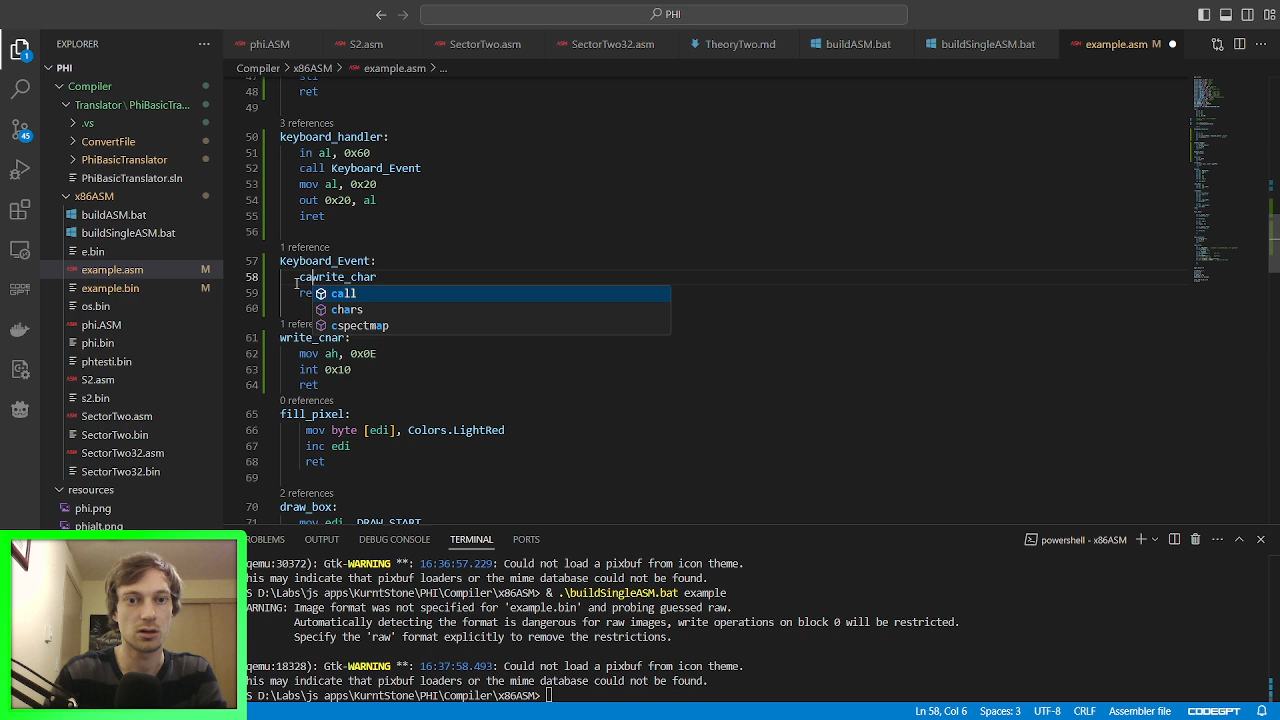 PHI
EXPLORER
phi.ASM
S2.asm
SectorTwo.asm
SectorTwo32.asm
TheoryTwo.md
buildASM.bat
buildSingleASM.bat
example.asm M
PHI
Compiler > x86ASM > example.asm > ...
Compiler
Translator \ PhiBasicTra...
.vs
ConvertFile
PhiBasicTranslator
PhiBasicTranslator.sln
x86ASM
buildASM.bat
buildSingleASM.bat
e.bin
example.asm M
example.bin M
os.bin
phi.ASM
phi.bin
phtesti.bin
S2.asm
s2.bin
SectorTwo.asm
SectorTwo.bin
SectorTwo32.asm
SectorTwo32.bin
resources
phi.png
phialt.png
1
45
47 sti
48 ret
49
3 references
50 keyboard_handler:
51 in al, 0x60
52 call Keyboard_Event
53 mov al, 0x20
54 out 0x20, al
55 iret
56
1 reference
57 Keyboard_Event:
58 cawrite_char
59 re
call
60
chars
cspectmap
1 refere
61 write_char:
62 mov ah, 0x0E
63 int 0x10
64 ret
0 references
65 fill_pixel:
66 mov byte [edi], Colors.LightRed
67 inc edi
68 ret
69
2 references
70 draw_box:
71 mov edi, DRAW_START
ROBLEMS
OUTPUT
DEBUG CONSOLE
TERMINAL
PORTS
powershell - x86ASM
qemu:30372): Gtk-WARNING **: 16:36:57.229: Could not load a pixbuf from icon theme.
his may indicate that pixbuf loaders or the mime database could not be found.
S D:\Labs\js apps\KurntStone\PHI\Compiler\x86ASM> & .\buildSingleASM.bat example
ARNING: Image format was not specified for 'example.bin' and probing guessed raw.
Automatically detecting the format is dangerous for raw images, write operations on block 0 will be restricted.
Specify the 'raw' format explicitly to remove the restrictions.
qemu:18328): Gtk-WARNING **: 16:37:58.493: Could not load a pixbuf from icon theme.
his may indicate that pixbuf loaders or the mime database could not be found.
S D:\Labs\js apps\KurntStone\PHI\Compiler\x86ASM>
Ln 58, Col 6
Spaces: 3
UTF-8
CRLF
Assembler file
CODEGPT